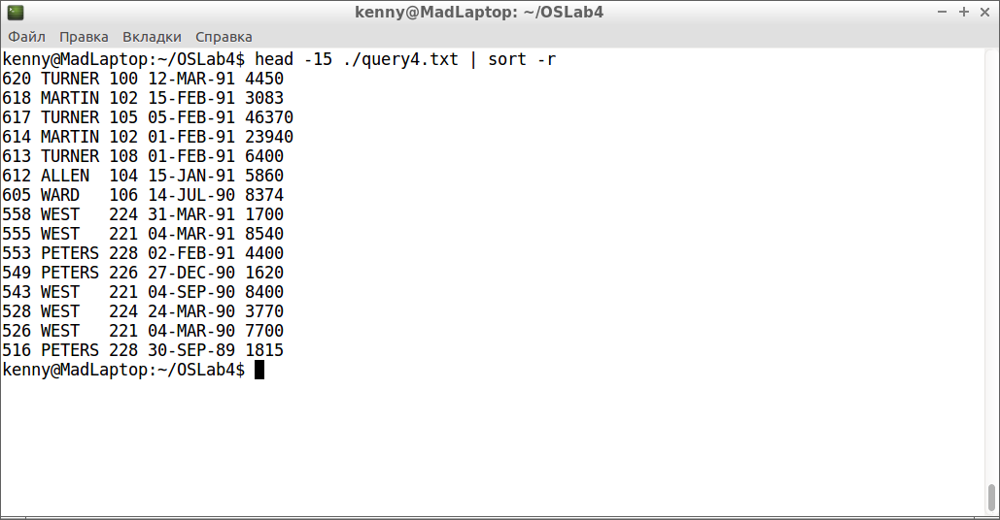 kenny@MadLaptop: ~/OSLab4
Файл Правка Вкладки Справка
kenny@MadLaptop:~/OSLab4$ head -15 ./query4.txt | sort -r
620 TURNER 100 12-MAR-91 4450
618 MARTIN 102 15-FEB-91 3083
617 TURNER 105 05-FEB-91 46370
614 MARTIN 102 01-FEB-91 23940
613 TURNER 108 01-FEB-91 6400
612 ALLEN  104 15-JAN-91 5860
605 WARD   106 14-JUL-90 8374
558 WEST   224 31-MAR-91 1700
555 WEST   221 04-MAR-91 8540
553 PETERS 228 02-FEB-91 4400
549 PETERS 226 27-DEC-90 1620
543 WEST   221 04-SEP-90 8400
528 WEST   224 24-MAR-90 3770
526 WEST   221 04-MAR-90 7700
516 PETERS 228 30-SEP-89 1815
kenny@MadLaptop:~/OSLab4$